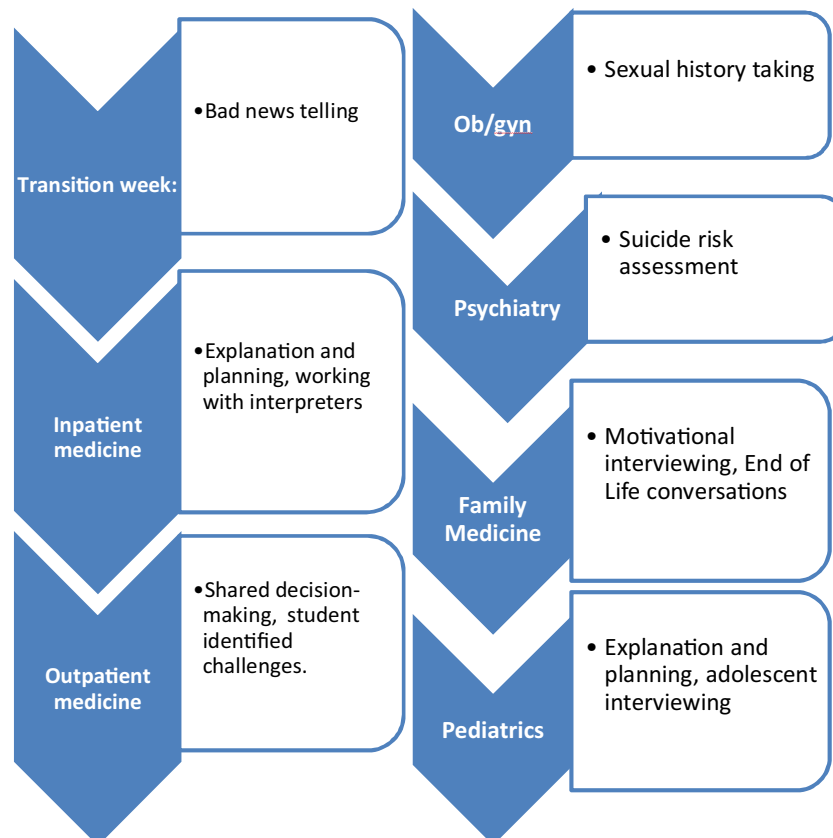 Transition week:
•Bad news telling
Inpatient
medicine
•Explanation and
planning, working
with interpreters
Outpatient
medicine
•Shared decision-
making, student
identified
challenges.
Ob/gyn
• Sexual history taking
Psychiatry
• Suicide risk
assessment
Family
Medicine
• Motivational
interviewing, End of
Life conversations
Pediatrics
• Explanation and
planning, adolescent
interviewing